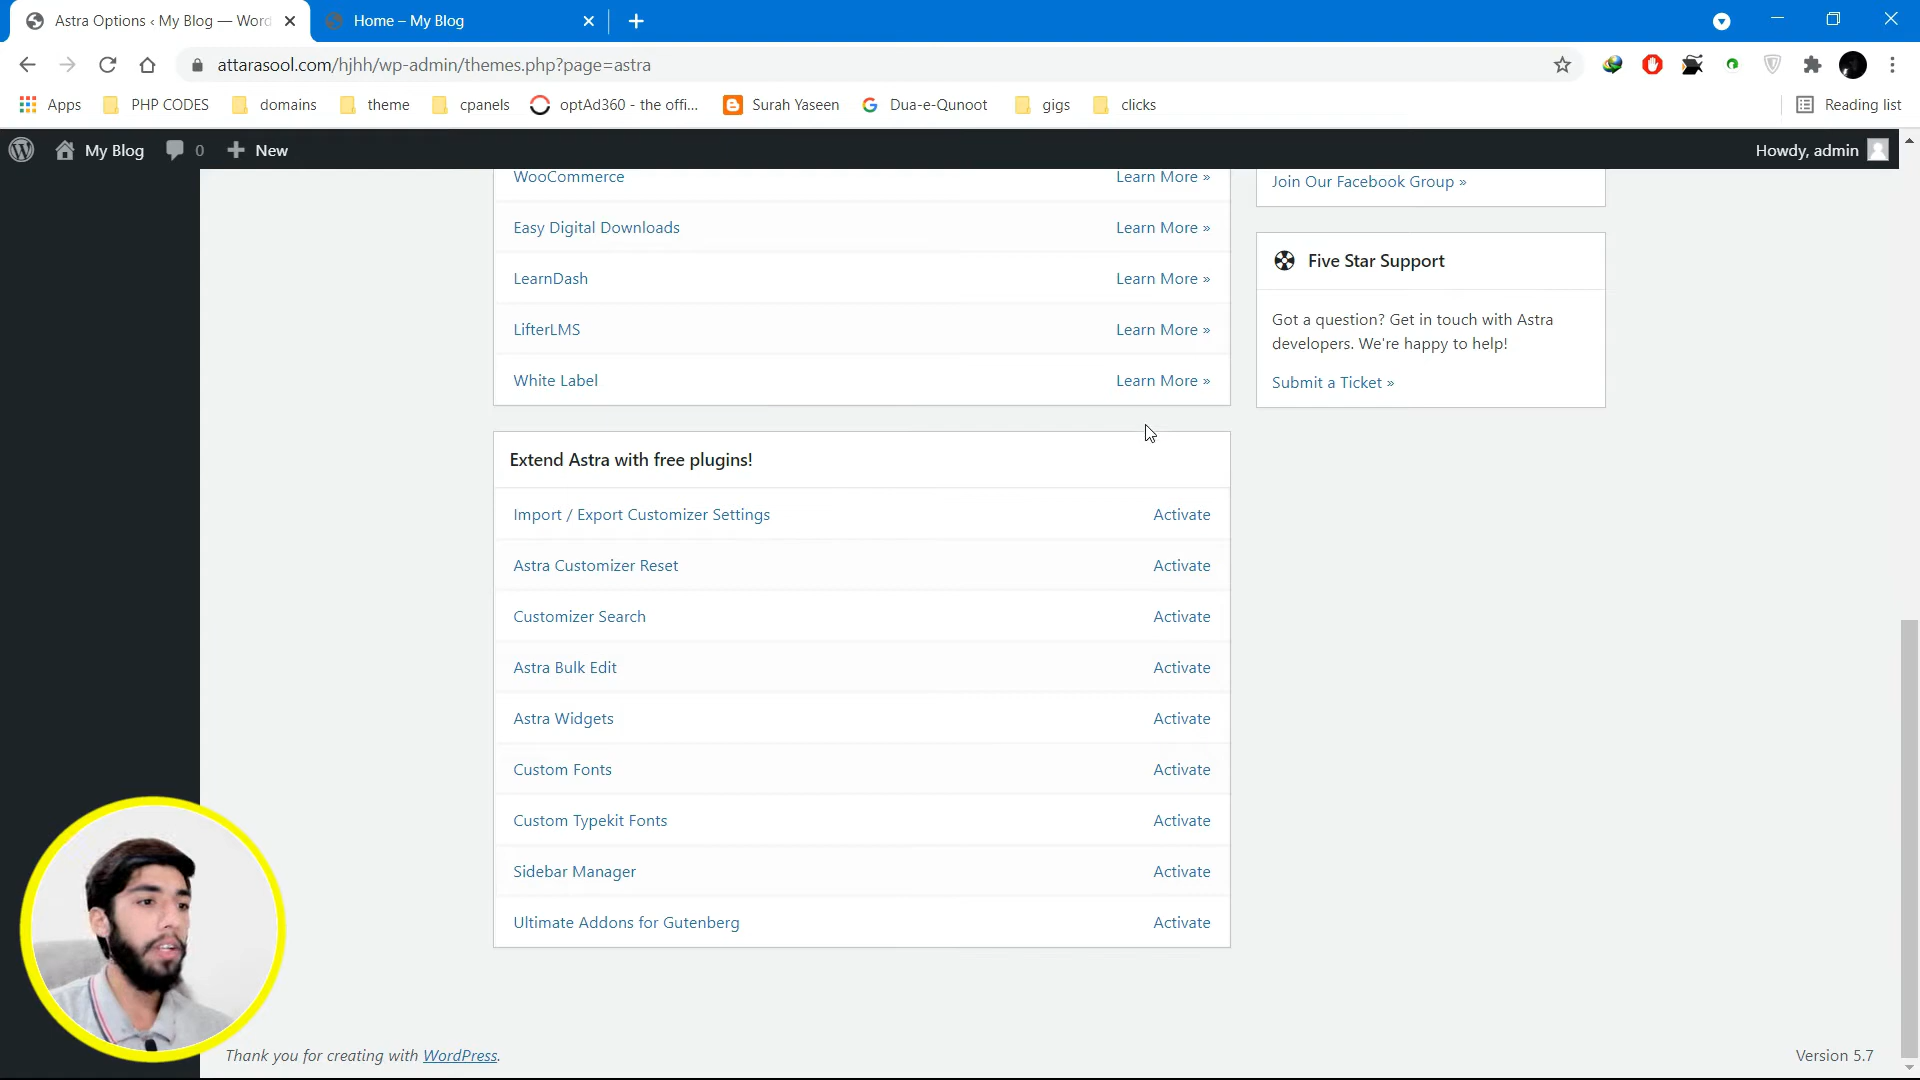 Astra Options ‹ My Blog — Word
Home – My Blog
attarasool.com/hjhh/wp-admin/themes.php?page=astra
Apps
PHP CODES
domains
theme
cpanels
optAd360 - the offi...
Surah Yaseen
Dua-e-Qunoot
gigs
clicks
Reading list
My Blog
0
New
Howdy, admin
WooCommerce
Learn More »
Easy Digital Downloads
Learn More »
LearnDash
Learn More »
LifterLMS
Learn More »
White Label
Learn More »
Join Our Facebook Group »
Five Star Support
Got a question? Get in touch with Astra
developers. We're happy to help!
Submit a Ticket »
Extend Astra with free plugins!
Import / Export Customizer Settings
Activate
Astra Customizer Reset
Activate
Customizer Search
Activate
Astra Bulk Edit
Activate
Astra Widgets
Activate
Custom Fonts
Activate
Custom Typekit Fonts
Activate
Sidebar Manager
Activate
Ultimate Addons for Gutenberg
Activate
Thank you for creating with WordPress.
Version 5.7